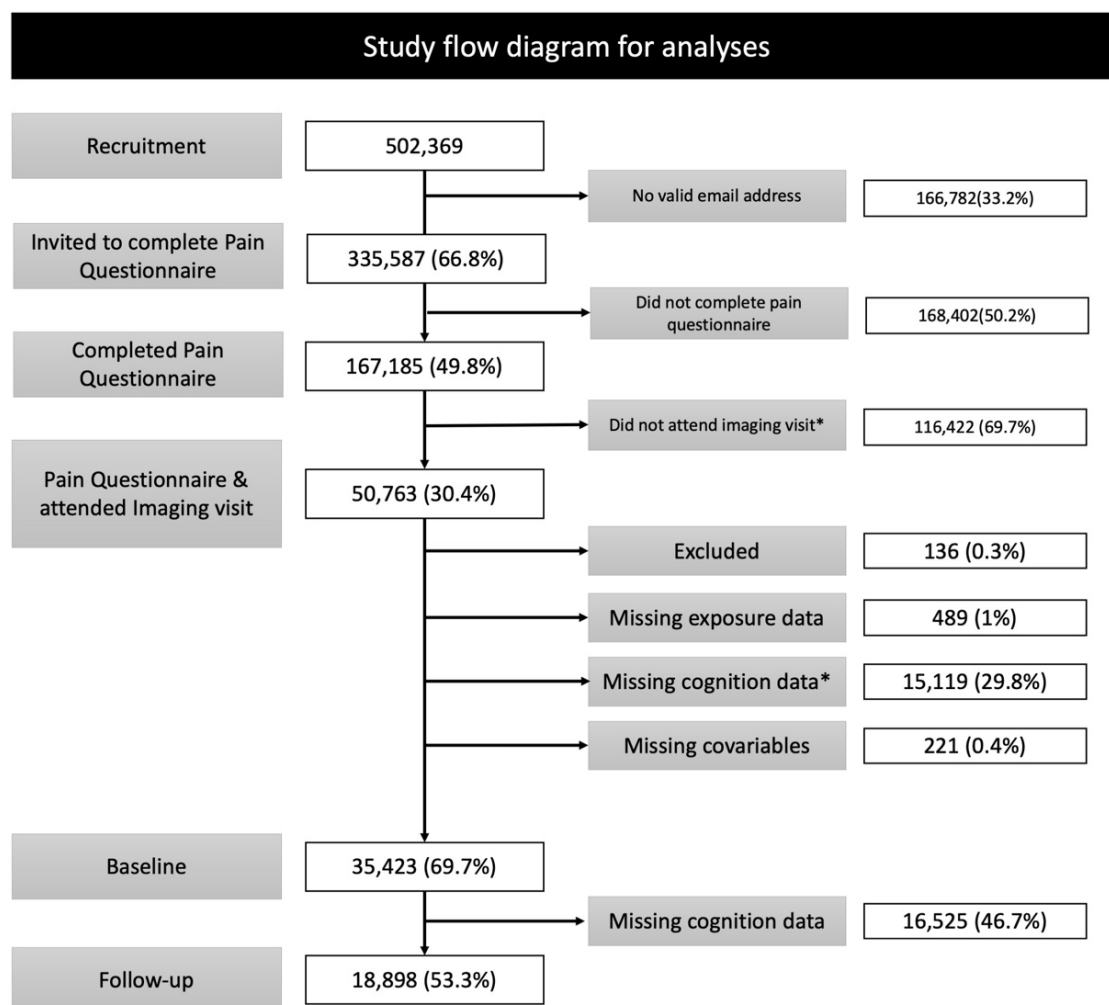 Study flow diagram for analyses
Recruitment
502,369
No valid email address
166,782(33.2%)
Invited to complete Pain
Questionnaire
335,587 (66.8%)
Did not complete pain
questionnaire
168,402(50.2%)
Completed Pain
Questionnaire
167,185 (49.8%)
Did not attend imaging visit*
116,422 (69.7%)
Pain Questionnaire &
attended Imaging visit
50,763 (30.4%)
Excluded
136 (0.3%)
Missing exposure data
489 (1%)
Missing cognition data*
15,119 (29.8%)
Missing covariables
221 (0.4%)
Baseline
35,423 (69.7%)
Missing cognition data
16,525 (46.7%)
Follow-up
18,898 (53.3%)